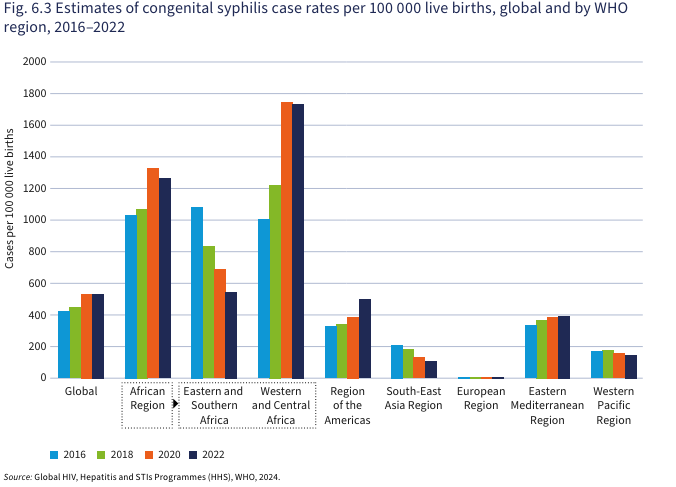 Fig. 6.3 Estimates of congenital syphilis case rates per 100 000 live births, global and by WHO
region, 2016–2022
Cases per 100 000 live births
2000
1800
1600
1400
1200
1000
800
600
400
200
0
Global
African
Region
Eastern and
Southern
Africa
Western
and Central
Africa
Region
of the
Americas
South-East
Asia Region
European
Region
Eastern
Mediterranean
Region
Western
Pacific
Region
2016 2018 2020 2022
Source: Global HIV, Hepatitis and STIs Programmes (HHS), WHO, 2024.